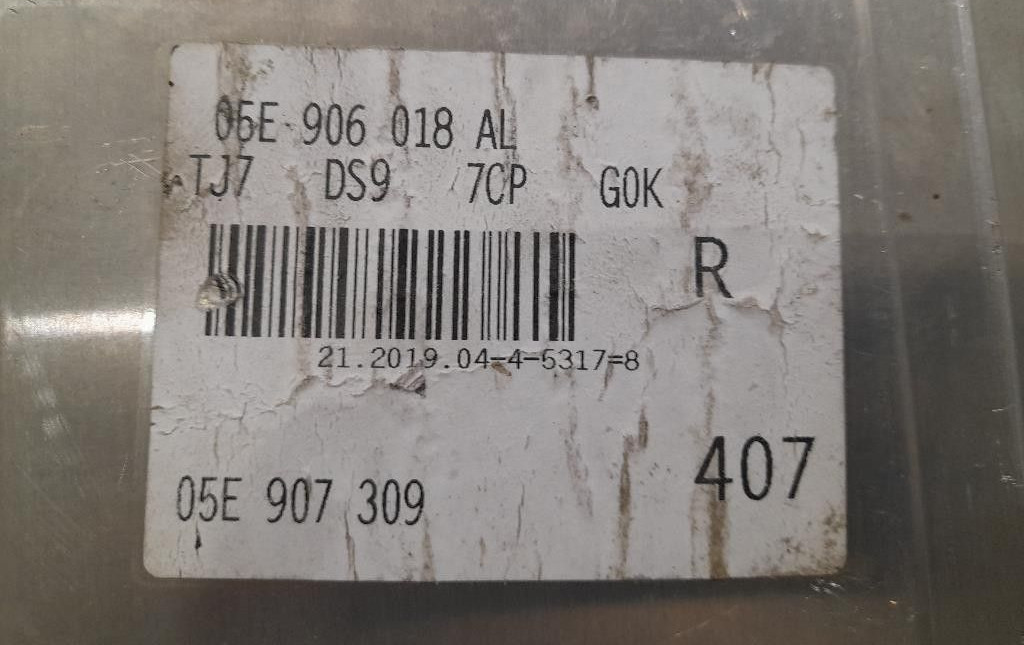 05E 906 018 AL
TJ7 DS9 7CP G0K
R
21.2019.04-4-5317=8
407
05E 907 309